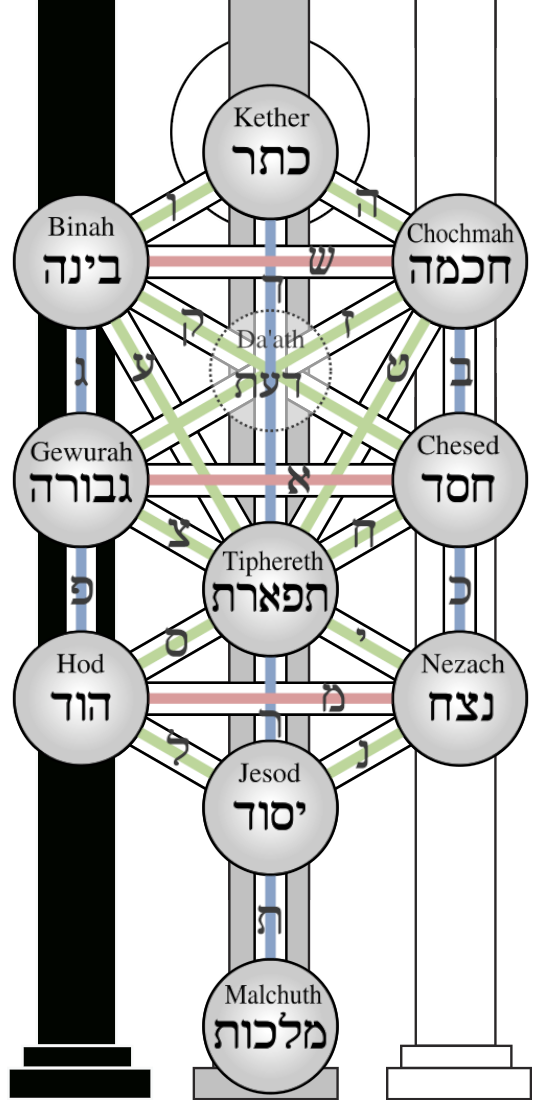 Kether
כתר
ו
ה
Binah
בינה
Chochmah
חכמה
ש
ד
ק
ז
Da'ath
דעת
ג
ע
ט
ב
Gewurah
גבורה
Chesed
חסד
א
צ
ח
Tiphereth
תפארת
פ
כ
ס
י
Hod
הוד
Nezach
נצח
מ
ר
ל
נ
Jesod
יסוד
ת
Malchuth
מלכות